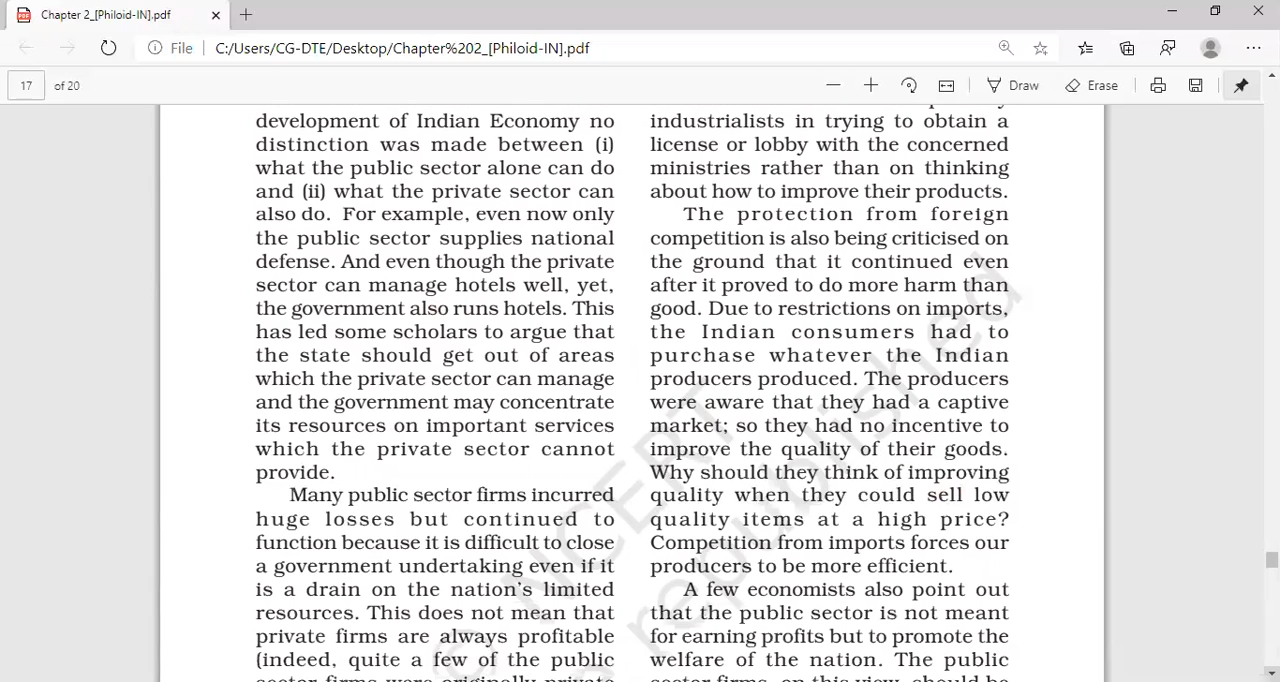 Chapter 2_[Philoid-IN].pdf
File
C:/Users/CG-DTE/Desktop/Chapter%202_[Philoid-IN].pdf
17 of 20
Draw
Erase
development of Indian Economy no
distinction was made between (i)
what the public sector alone can do
and (ii) what the private sector can
also do. For example, even now only
the public sector supplies national
defense. And even though the private
sector can manage hotels well, yet,
the government also runs hotels. This
has led some scholars to argue that
the state should get out of areas
which the private sector can manage
and the government may concentrate
its resources on important services
which the private sector cannot
provide.
Many public sector firms incurred
huge losses but continued to
function because it is difficult to close
a government undertaking even if it
is a drain on the nation's limited
resources. This does not mean that
private firms are always profitable
(indeed, quite a few of the public
sector firms were originally private
industrialists in trying to obtain a
license or lobby with the concerned
ministries rather than on thinking
about how to improve their products.
The protection from foreign
competition is also being criticised on
the ground that it continued even
after it proved to do more harm than
good. Due to restrictions on imports,
the Indian consumers had to
purchase whatever the Indian
producers produced. The producers
were aware that they had a captive
market; so they had no incentive to
improve the quality of their goods.
Why should they think of improving
quality when they could sell low
quality items at a high price?
Competition from imports forces our
producers to be more efficient.
A few economists also point out
that the public sector is not meant
for earning profits but to promote the
welfare of the nation. The public
sector firms, on this view, should be
© NCERT
republished